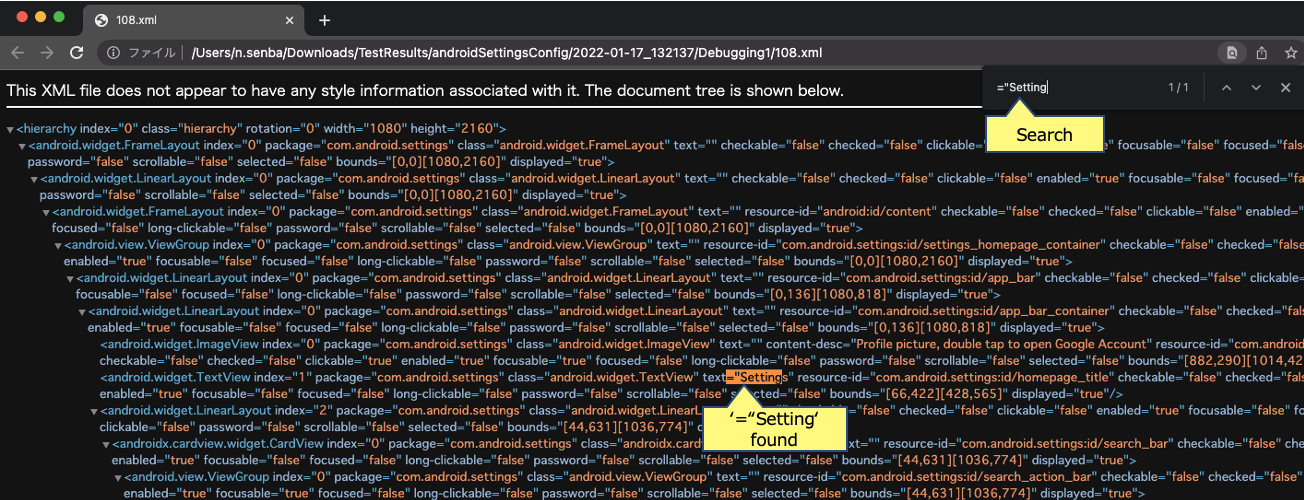 108.xml
ファイル | /Users/n.senba/Downloads/TestResults/androidSettingsConfig/2022-01-17_132137/Debugging1/108.xml
="Setting 1/1
Search
This XML file does not appear to have any style information associated with it. The document tree is shown below.
<hierarchy index="0" class="hierarchy" rotation="0" width="1080" height="2160">
<android.widget.FrameLayout index="0" package="com.android.settings" class="android.widget.FrameLayout" text="" checkable="false" checked="false" clickable="false" focusable="false" focused="false"
password="false" scrollable="false" selected="false" bounds="[0,0][1080,2160]" displayed="true">
<android.widget.LinearLayout index="0" package="com.android.settings" class="android.widget.LinearLayout" text="" checkable="false" checked="false" clickable="false" enabled="true" focusable="false" focused="false"
password="false" scrollable="false" selected="false" bounds="[0,0][1080,2160]" displayed="true">
<android.widget.FrameLayout index="0" package="com.android.settings" class="android.widget.FrameLayout" text="" resource-id="android:id/content" checkable="false" checked="false" clickable="false" enabled=
focused="false" long-clickable="false" password="false" scrollable="false" selected="false" bounds="[0,0][1080,2160]" displayed="true">
<android.view.ViewGroup index="0" package="com.android.settings" class="android.view.ViewGroup" text="" resource-id="com.android.settings:id/settings_homepage_container" checkable="false" checked="false"
enabled="true" focusable="false" focused="false" long-clickable="false" password="false" scrollable="false" selected="false" bounds="[0,0][1080,2160]" displayed="true">
<android.widget.LinearLayout index="0" package="com.android.settings" class="android.widget.LinearLayout" text="" resource-id="com.android.settings:id/app_bar" checkable="false" checked="false" clickable=
focusable="false" focused="false" long-clickable="false" password="false" scrollable="false" selected="false" bounds="[0,136][1080,818]" displayed="true">
<android.widget.LinearLayout index="0" package="com.android.settings" class="android.widget.LinearLayout" text="" resource-id="com.android.settings:id/app_bar_container" checkable="false" checked="false"
enabled="true" focusable="false" focused="false" long-clickable="false" password="false" scrollable="false" selected="false" bounds="[0,136][1080,818]" displayed="true">
<android.widget.ImageView index="0" package="com.android.settings" class="android.widget.ImageView" text="" content-desc="Profile picture, double tap to open Google Account" resource-id=
checkable="false" checked="false" clickable="true" enabled="true" focusable="true" focused="false" long-clickable="false" password="false" scrollable="false" selected="false" bounds="[882,290][1014,42
<android.widget.TextView index="1" package="com.android.settings" class="android.widget.TextView" text="Settings" resource-id="com.android.settings:id/homepage_title" checkable="false" checked="false"
enabled="true" focusable="false" focused="false" long-clickable="false" password="false" scrollable="false" selected="false" bounds="[66,422][428,565]" displayed="true"/>
<android.widget.LinearLayout index="2" package="com.android.settings" class="android.widget.LinearL checkable="false" checked="false" clickable="false" enabled="true" focusable="false"
clickable="false" password="false" scrollable="false" selected="false" bounds="[44,631][1036,774]"
‘="Setting‘
found
<androidx.cardview.widget.CardView index="0" package="com.android.settings" class="androidx.card text="" resource-id="com.android.settings:id/search_bar" checkable="false"
enabled="true" focusable="false" focused="false" long-clickable="false" password="false" scrollable="false" selected="false" bounds="[44,631][1036,774]" displayed="true">
<android.view.ViewGroup index="0" package="com.android.settings" class="android.view.ViewGroup" text="" resource-id="com.android.settings:id/search_action_bar" checkable="false" checked=
enabled="true" focusable="true" focused="false" long-clickable="false" password="false" scrollable="false" selected="false" bounds="[44,631][1036,774]" displayed="true">